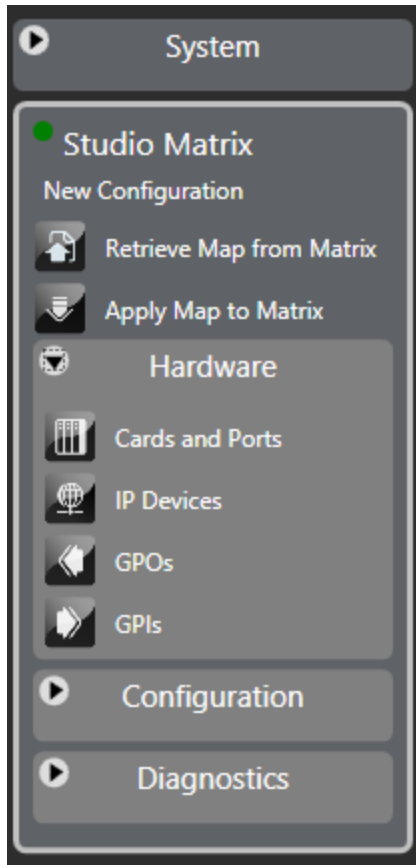 System
Studio Matrix
New Configuration
Retrieve Map from Matrix
Apply Map to Matrix
Hardware
Cards and Ports
IP Devices
GPOs
GPIs
Configuration
Diagnostics